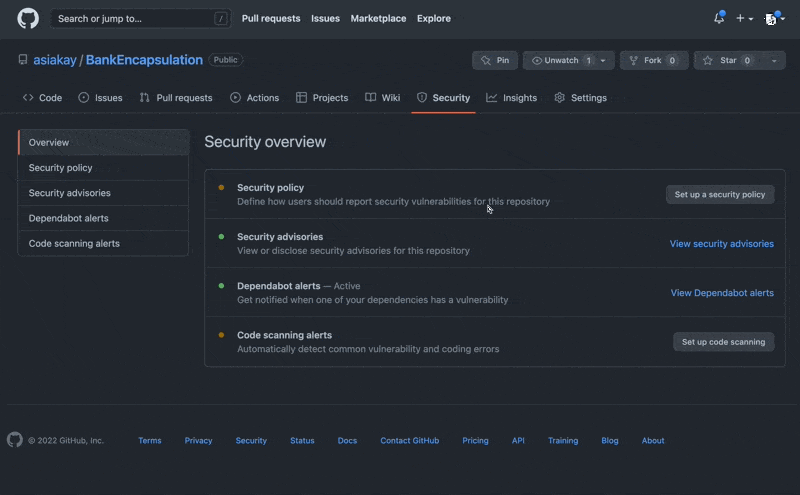 Search or jump to... /
Pull requests Issues Marketplace Explore
asiakay / BankEncapsulation Public
Pin Unwatch 1 Fork 0 Star 0
Code Issues Pull requests Actions Projects Wiki Security Insights Settings
Overview
Security policy
Security advisories
Dependabot alerts
Code scanning alerts
Security overview
Security policy
Define how users should report security vulnerabilities for this repository
Set up a security policy
Security advisories
View or disclose security advisories for this repository
View security advisories
Dependabot alerts — Active
Get notified when one of your dependencies has a vulnerability
View Dependabot alerts
Code scanning alerts
Automatically detect common vulnerability and coding errors
Set up code scanning
© 2022 GitHub, Inc. Terms Privacy Security Status Docs Contact GitHub Pricing API Training Blog About